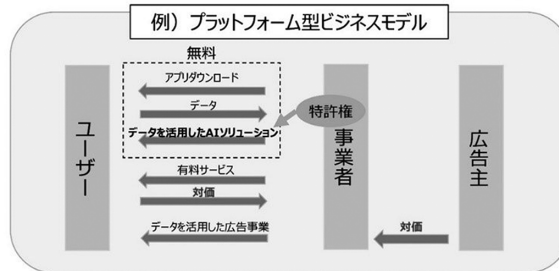 例）プラットフォーム型ビジネスモデル
無料
アプリダウンロード
データ
データを活用したAIソリューション
特許権
有料サービス
対価
データを活用した広告事業
対価
ユーザー
事業者
広告主